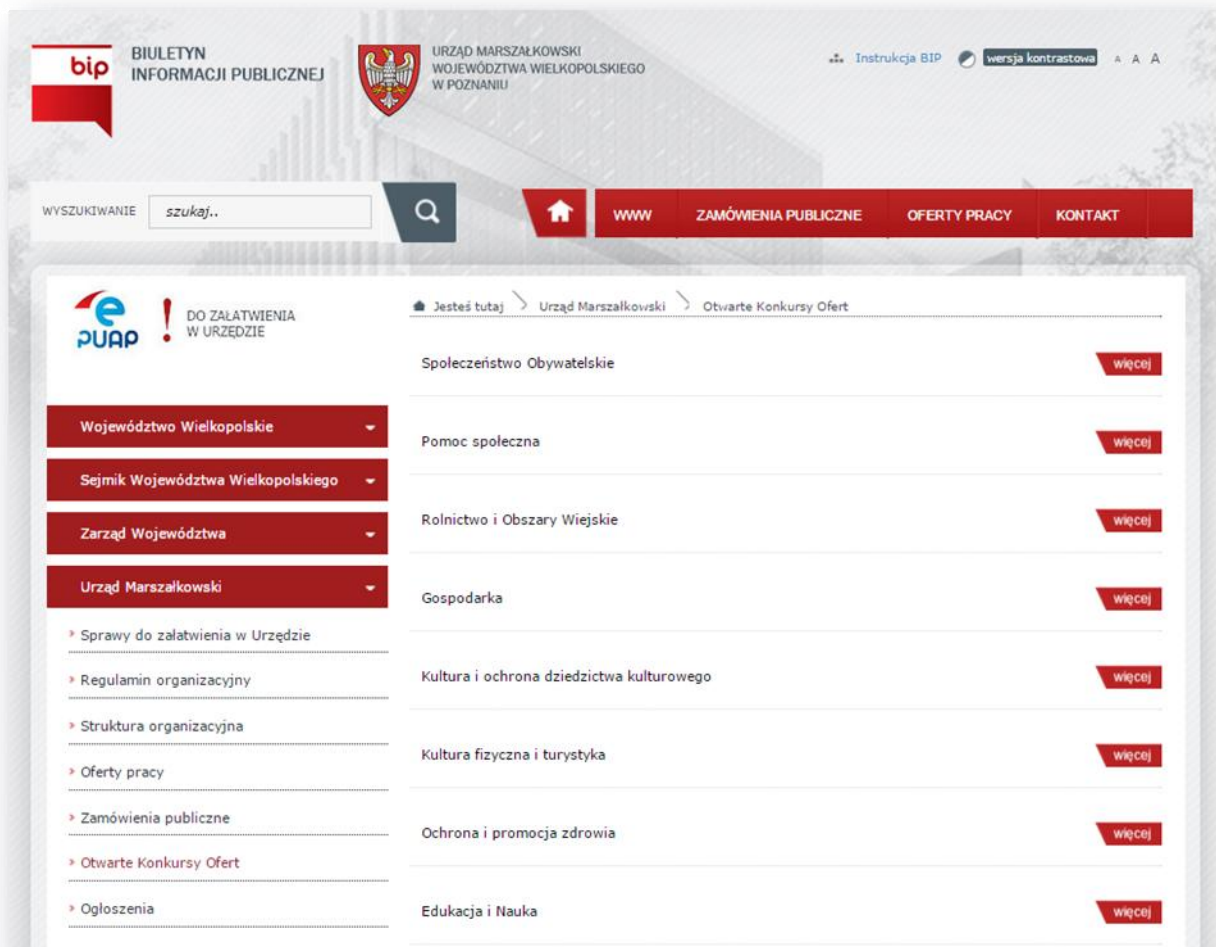 bip
BIULETYN
INFORMACJI PUBLICZNEJ
URZĄD MARSZAŁKOWSKI
WOJEWÓDZTWA WIELKOPOLSKIEGO
W POZNANIU
Instrukcja BIP wersja kontrastowa A A A
WYSZUKIWANIE szukaj..
WWW ZAMÓWIENIA PUBLICZNE OFERTY PRACY KONTAKT
ePUAP
! DO ZAŁATWIENIA
W URZĘDZIE
Jesteś tutaj Urząd Marszałkowski Otwarte Konkursy Ofert
Województwo Wielkopolskie
Sejmik Województwa Wielkopolskiego
Zarząd Województwa
Urząd Marszałkowski
Sprawy do załatwienia w Urzędzie
Regulamin organizacyjny
Struktura organizacyjna
Oferty pracy
Zamówienia publiczne
Otwarte Konkursy Ofert
Ogłoszenia
Społeczeństwo Obywatelskie więcej
Pomoc społeczna więcej
Rolnictwo i Obszary Wiejskie więcej
Gospodarka więcej
Kultura i ochrona dziedzictwa kulturowego więcej
Kultura fizyczna i turystyka więcej
Ochrona i promocja zdrowia więcej
Edukacja i Nauka więcej